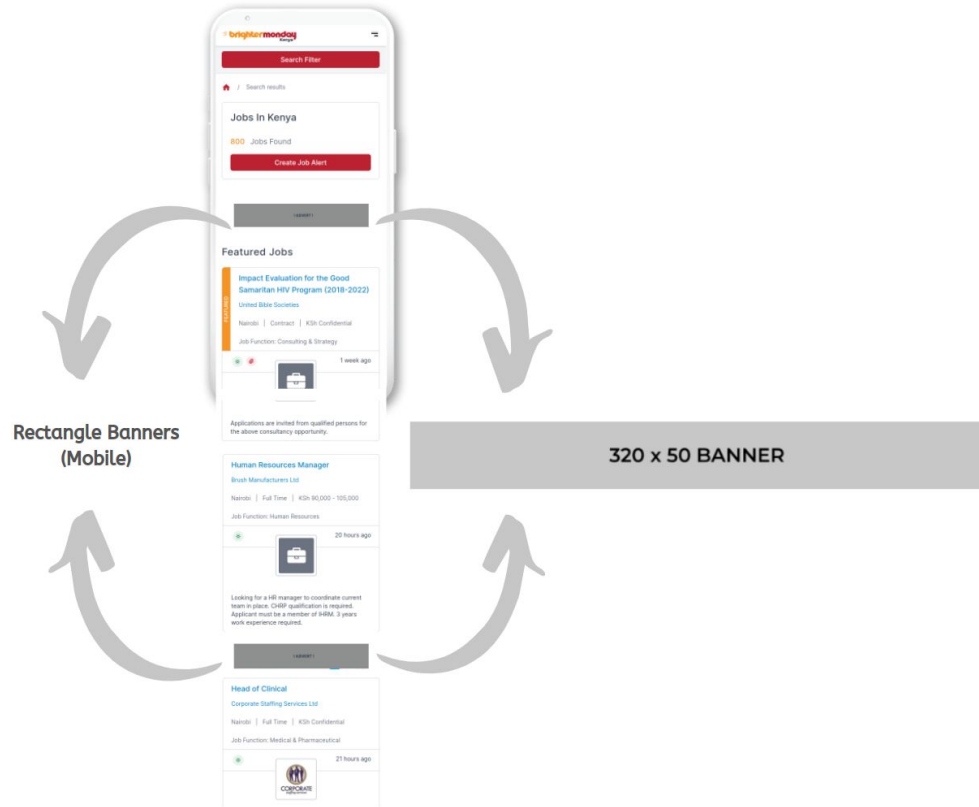 brightermonday
Kenya
Search Filter
/ Search results
Jobs In Kenya
800 Jobs Found
Create Job Alert
Featured Jobs
FEATURED
Impact Evaluation for the Good
Samaritan HIV Program (2018-2022)
United Bible Societies
Nairobi | Contract | KSh Confidential
Job Function: Consulting & Strategy
1 week ago
Applications are invited from qualified persons for
the above consultancy opportunity.
Rectangle Banners
(Mobile)
320 x 50 BANNER
Human Resources Manager
Brush Manufacturers Ltd
Nairobi | Full Time | KSh 90,000 - 105,000
Job Function: Human Resources
20 hours ago
Looking for a HR manager to coordinate current
team in place. CHRP qualification is required.
Applicant must be a member of IHRM. 3 years
work experience required.
Head of Clinical
Corporate Staffing Services Ltd
Nairobi | Full Time | KSh Confidential
Job Function: Medical & Pharmaceutical
21 hours ago
CORPORATE